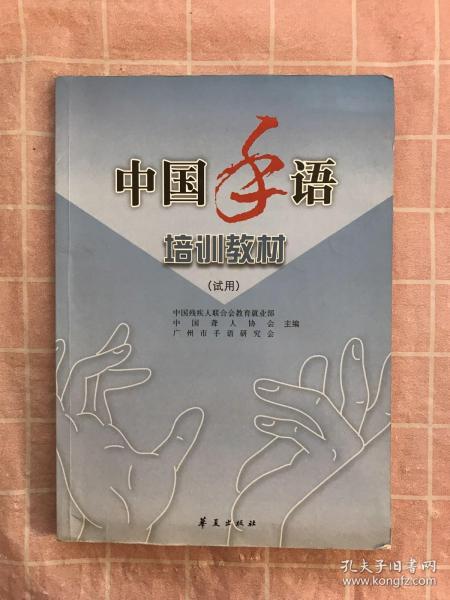 中国手语
培训教材
(试用)
中国残疾人联合会教育就业部
中国聋人协会 主编
广州市手语研究会
华夏出版社
孔夫子旧书网
www.kongfz.com